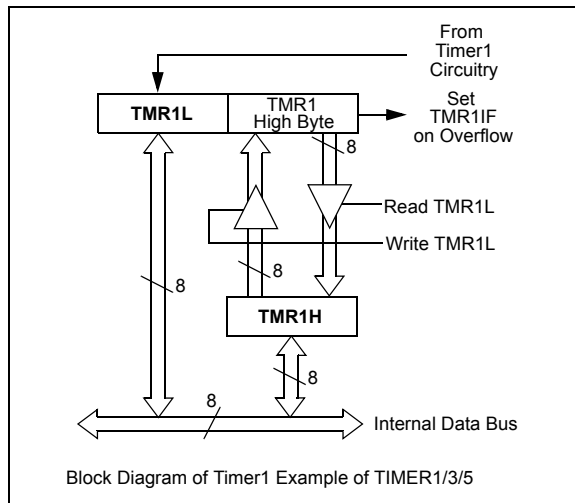 From
Timer1
Circuitry
TMR1L
TMR1
High Byte
Set
TMR1IF
on Overflow
8
Read TMR1L
Write TMR1L
8
8
TMR1H
8
8
Internal Data Bus
Block Diagram of Timer1 Example of TIMER1/3/5